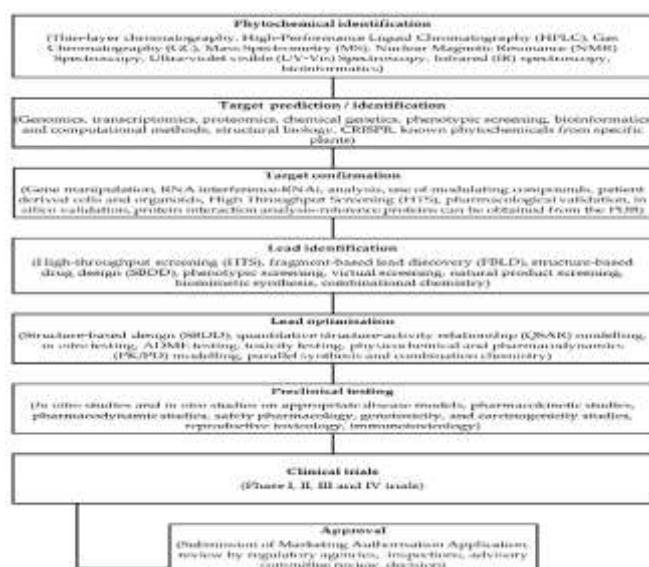 Phytochemical identification
(Thin-layer chromatography, High-Performance Liquid Chromatography (HPLC), Gas
Chromatography (GC), Mass Spectrometry (MS), Nuclear Magnetic Resonance (NMR)
Spectroscopy, Ultra-violet visible (UV-Vis) Spectroscopy, Infrared (IR) spectroscopy,
bioinformatics)
Target prediction / identification
(Genomics, transcriptomics, proteomics, chemical genetics, phenotypic screening, bioinformatics
and computational methods, structural biology, CRISPR, known phytochemicals from specific
plants)
Target confirmation
(Gene manipulation, RNA interference-RNAi, analysis, use of modulating compounds, patient
derived cells and organoids, High Throughput Screening (HTS), pharmacological validation, in
silico validation, protein interaction analysis-reference proteins can be obtained from the PDB)
Lead identification
(High-throughput screening (HTS), fragment-based lead discovery (FBLD), structure-based
drug design (SBDD), phenotypic screening, virtual screening, natural product screening,
biomimetic synthesis, combinational chemistry)
Lead optimisation
(Structure-based design (SBDD), quantitative structure-activity relationship (QSAR) modelling,
in vitro testing, ADME testing, toxicity testing, physicochemical and pharmacodynamics
(PK/PD) modelling, parallel synthesis and combination chemistry)
Preclinical testing
(In vitro studies and in vivo studies on appropriate disease models, pharmacokinetic studies,
pharmacodynamic studies, safety pharmacology, genotoxicity, and carcinogenicity studies,
reproductive toxicology, immunotoxicology)
Clinical trials
(Phase I, II, III and IV trials)
Approval
(Submission of Marketing Authorisation Application,
review by regulatory agencies, inspections, advisory
committee review, decision)